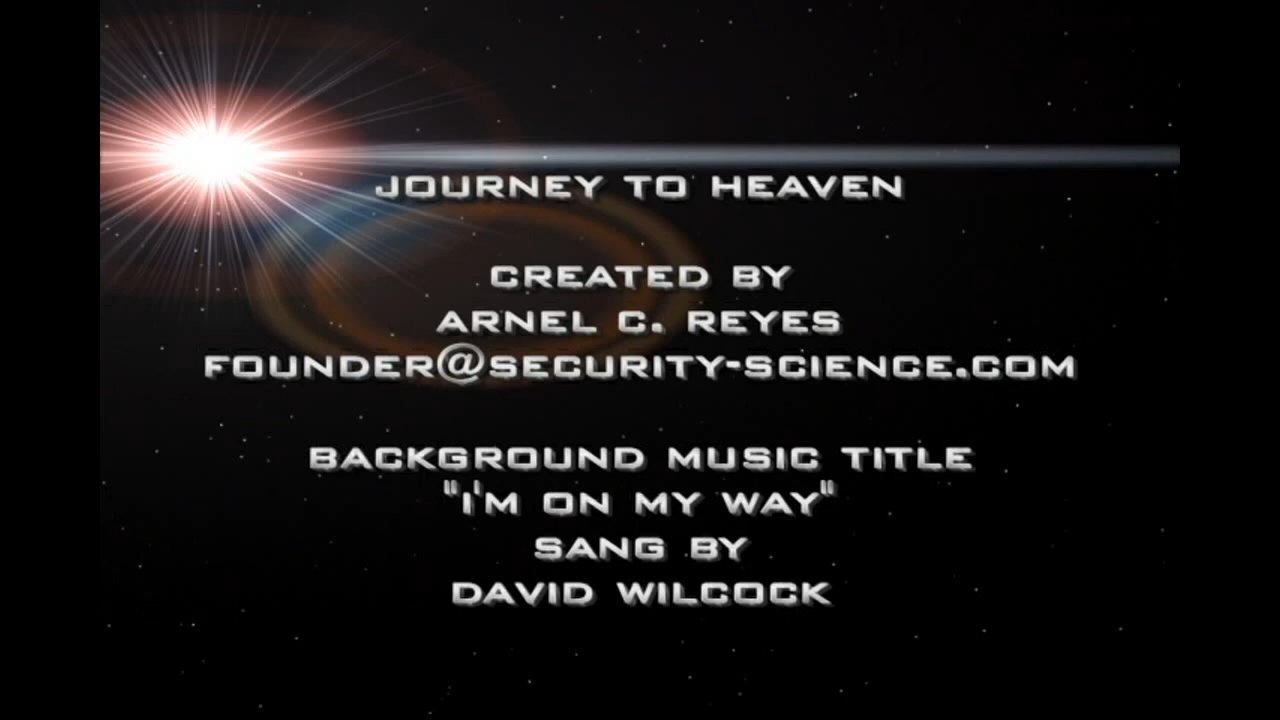 JOURNEY TO HEAVEN
CREATED BY
ARNEL C. REYES
FOUNDER@SECURITY-SCIENCE.COM
BACKGROUND MUSIC TITLE
"I'M ON MY WAY"
SANG BY
DAVID WILCOCK